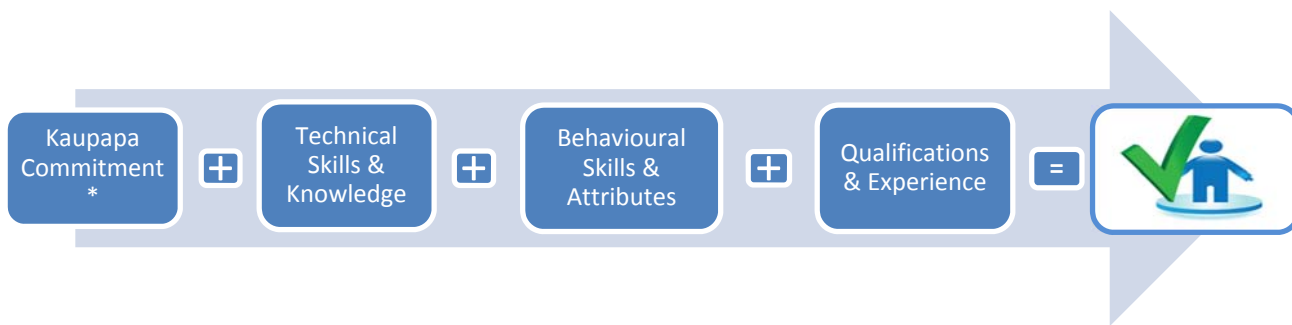 Kaupapa
Commitment
*
+
Technical
Skills &
Knowledge
+
Behavioural
Skills &
Attributes
+
Qualifications
& Experience
=